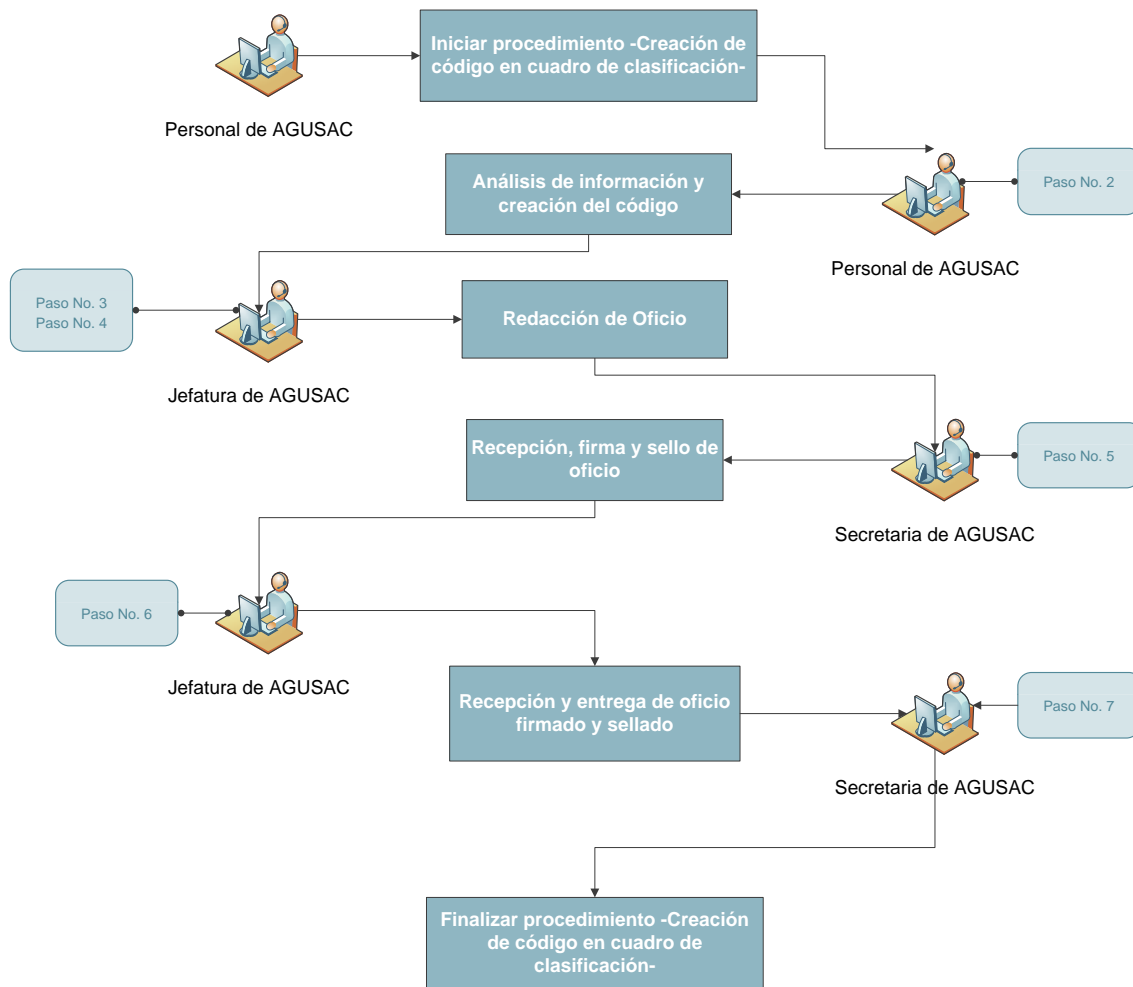 Iniciar procedimiento -Creación de
código en cuadro de clasificación-
Personal de AGUSAC
Análisis de información y
creación del código
Paso No. 2
Personal de AGUSAC
Paso No. 3
Paso No. 4
Redacción de Oficio
Jefatura de AGUSAC
Recepción, firma y sello de
oficio
Paso No. 5
Secretaria de AGUSAC
Paso No. 6
Jefatura de AGUSAC
Recepción y entrega de oficio
firmado y sellado
Paso No. 7
Secretaria de AGUSAC
Finalizar procedimiento -Creación
de código en cuadro de
clasificación-